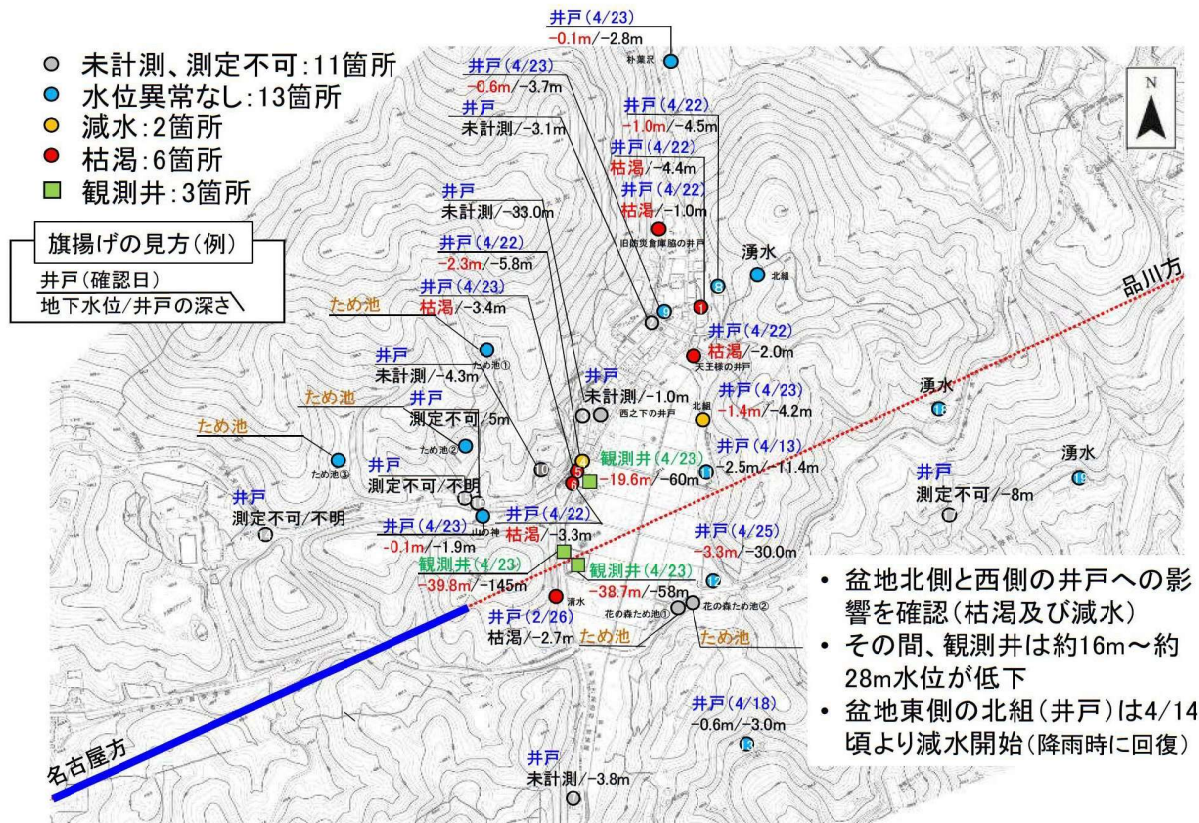 未計測、測定不可:11箇所
水位異常なし:13箇所
減水:2箇所
枯渇:6箇所
観測井:3箇所
旗揚げの見方(例)
井戸(確認日)
地下水位/井戸の深さ
N
井戸(4/23)
-0.1m/-2.8m
朴葉沢
井戸(4/23)
-0.6m/-3.7m
井戸
未計測/-3.1m
井戸(4/22)
-1.0m/-4.5m
井戸(4/22)
枯渇/-4.4m
井戸(4/22)
枯渇/-1.0m
旧防災倉庫脇の井戸
井戸
未計測/-33.0m
井戸(4/22)
-2.3m/-5.8m
井戸(4/23)
枯渇/-3.4m
湧水
北組
8
9
1
品川方
ため池
ため池①
井戸(4/22)
枯渇/-2.0m
天王様の井戸
井戸
未計測/-4.3m
井戸
未計測/-1.0m
西之下の井戸
井戸
測定不可/5m
ため池
ため池②
ため池
ため池③
北組
井戸(4/23)
-1.4m/-4.2m
湧水
18
井戸(4/13)
-2.5m/-11.4m
11
10
5
6
観測井(4/23)
-19.6m/-60m
湧水
19
井戸
測定不可/不明
井戸
測定不可/不明
井戸
測定不可/-8m
山の神
井戸(4/23)
-0.1m/-1.9m
井戸(4/22)
枯渇/-3.3m
井戸(4/25)
-3.3m/-30.0m
12
観測井(4/23)
-39.8m/-145m
観測井(4/23)
-38.7m/-58m
清水
井戸(2/26)
枯渇/-2.7m
花の森ため池①
花の森ため池②
ため池
ため池
井戸(4/18)
-0.6m/-3.0m
13
井戸
未計測/-3.8m
名古屋方
• 盆地北側と西側の井戸への影
響を確認(枯渇及び減水)
• その間、観測井は約16m~約
28m水位が低下
• 盆地東側の北組(井戸)は4/14
頃より減水開始(降雨時に回復)